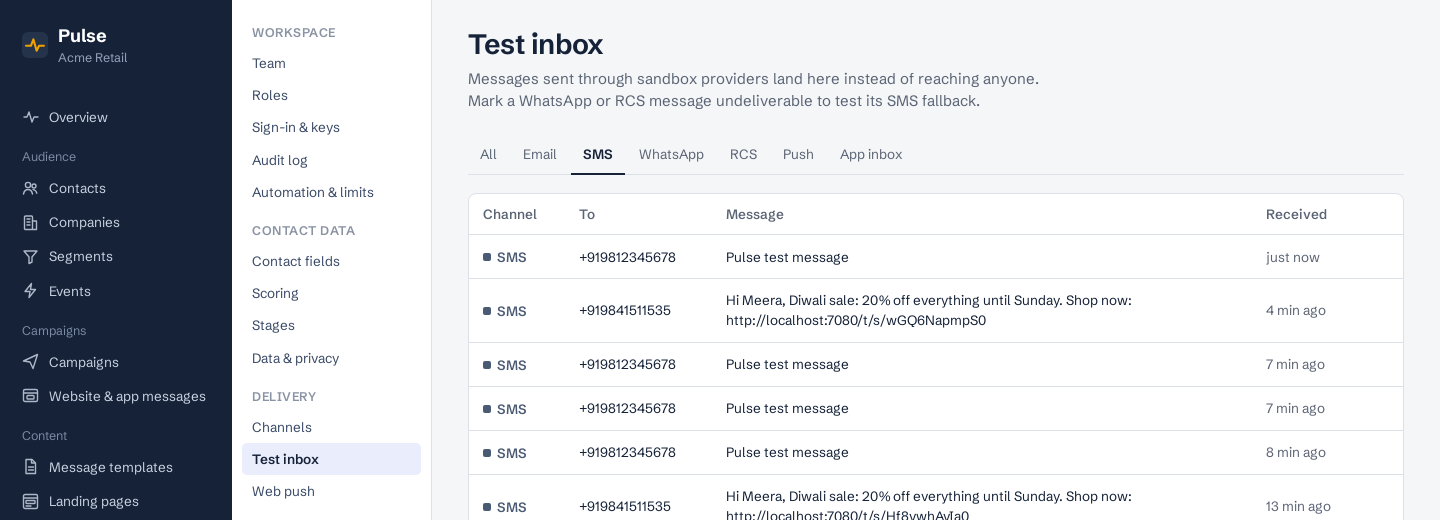 Pulse
Acme Retail
Overview
Audience
Contacts
Companies
Segments
Events
Campaigns
Campaigns
Website & app messages
Content
Message templates
Landing pages
WORKSPACE
Team
Roles
Sign-in & keys
Audit log
Automation & limits
CONTACT DATA
Contact fields
Scoring
Stages
Data & privacy
DELIVERY
Channels
Test inbox
Web push
Test inbox
Messages sent through sandbox providers land here instead of reaching anyone.
Mark a WhatsApp or RCS message undeliverable to test its SMS fallback.
All Email SMS WhatsApp RCS Push App inbox
Channel To Message Received
SMS +919812345678 Pulse test message just now
SMS +919841511535 Hi Meera, Diwali sale: 20% off everything until Sunday. Shop now: 4 min ago
http://localhost:7080/t/s/wGQ6NapmpS0
SMS +919812345678 Pulse test message 7 min ago
SMS +919812345678 Pulse test message 7 min ago
SMS +919812345678 Pulse test message 8 min ago
SMS +919841511535 Hi Meera, Diwali sale: 20% off everything until Sunday. Shop now: 13 min ago